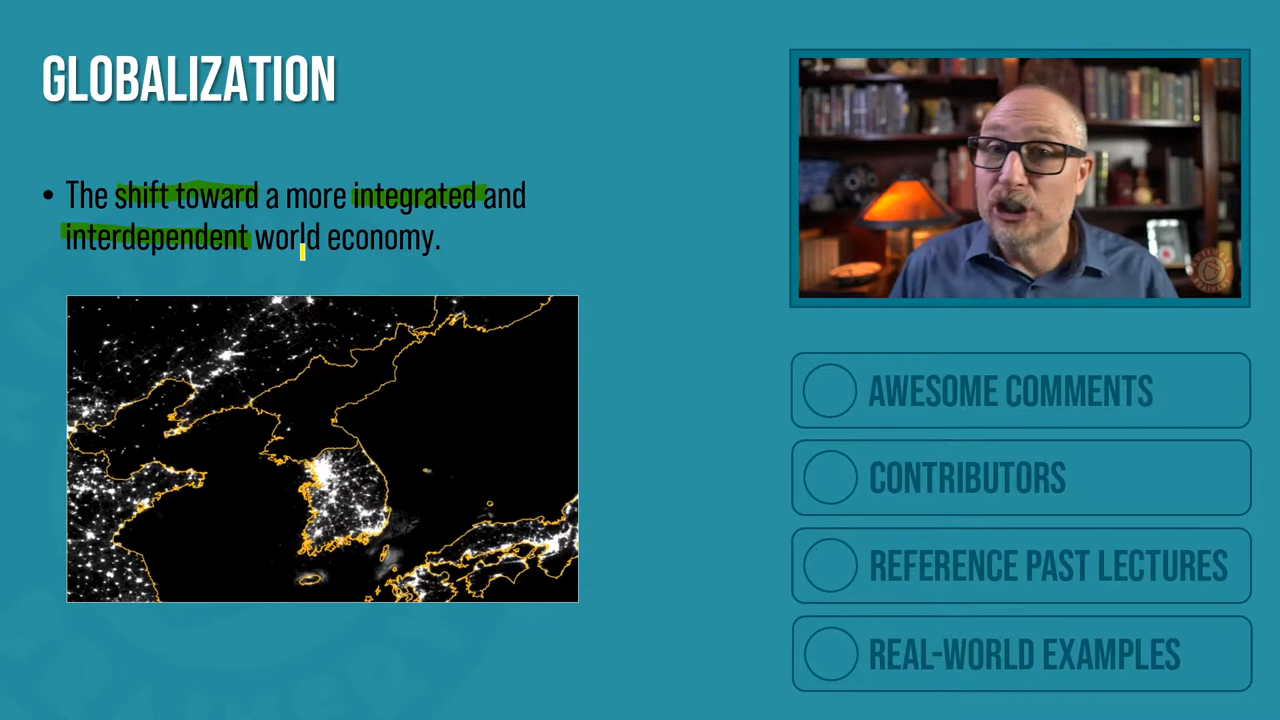 GLOBALIZATION
• The shift toward a more integrated and
interdependent world economy.
AWESOME COMMENTS
CONTRIBUTORS
REFERENCE PAST LECTURES
REAL-WORLD EXAMPLES